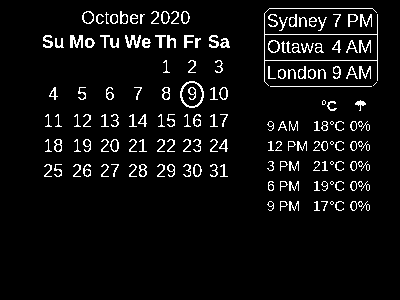 October 2020
Su Mo Tu We Th Fr Sa
1 2 3
4 5 6 7 8 9 10
11 12 13 14 15 16 17
18 19 20 21 22 23 24
25 26 27 28 29 30 31
Sydney 7 PM
Ottawa 4 AM
London 9 AM
°C ☂
9 AM 18°C 0%
12 PM 20°C 0%
3 PM 21°C 0%
6 PM 19°C 0%
9 PM 17°C 0%